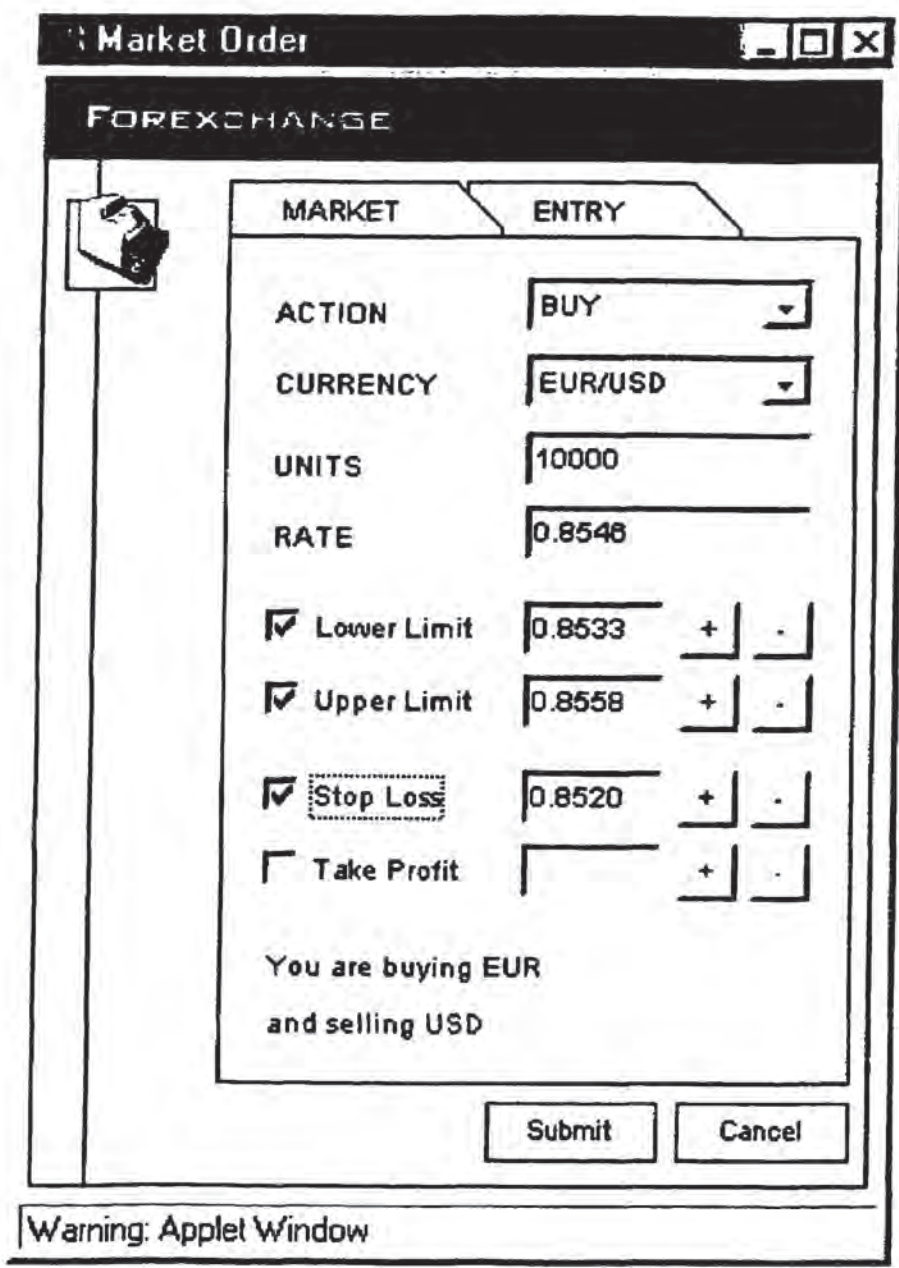 Market Order
FOREXCHANGE
MARKET ENTRY
ACTION BUY
CURRENCY EUR/USD
UNITS 10000
RATE 0.8546
Lower Limit 0.8533 + -
Upper Limit 0.8558 + -
Stop Loss 0.8520 + -
Take Profit + -
You are buying EUR
and selling USD
Submit Cancel
Warning: Applet Window